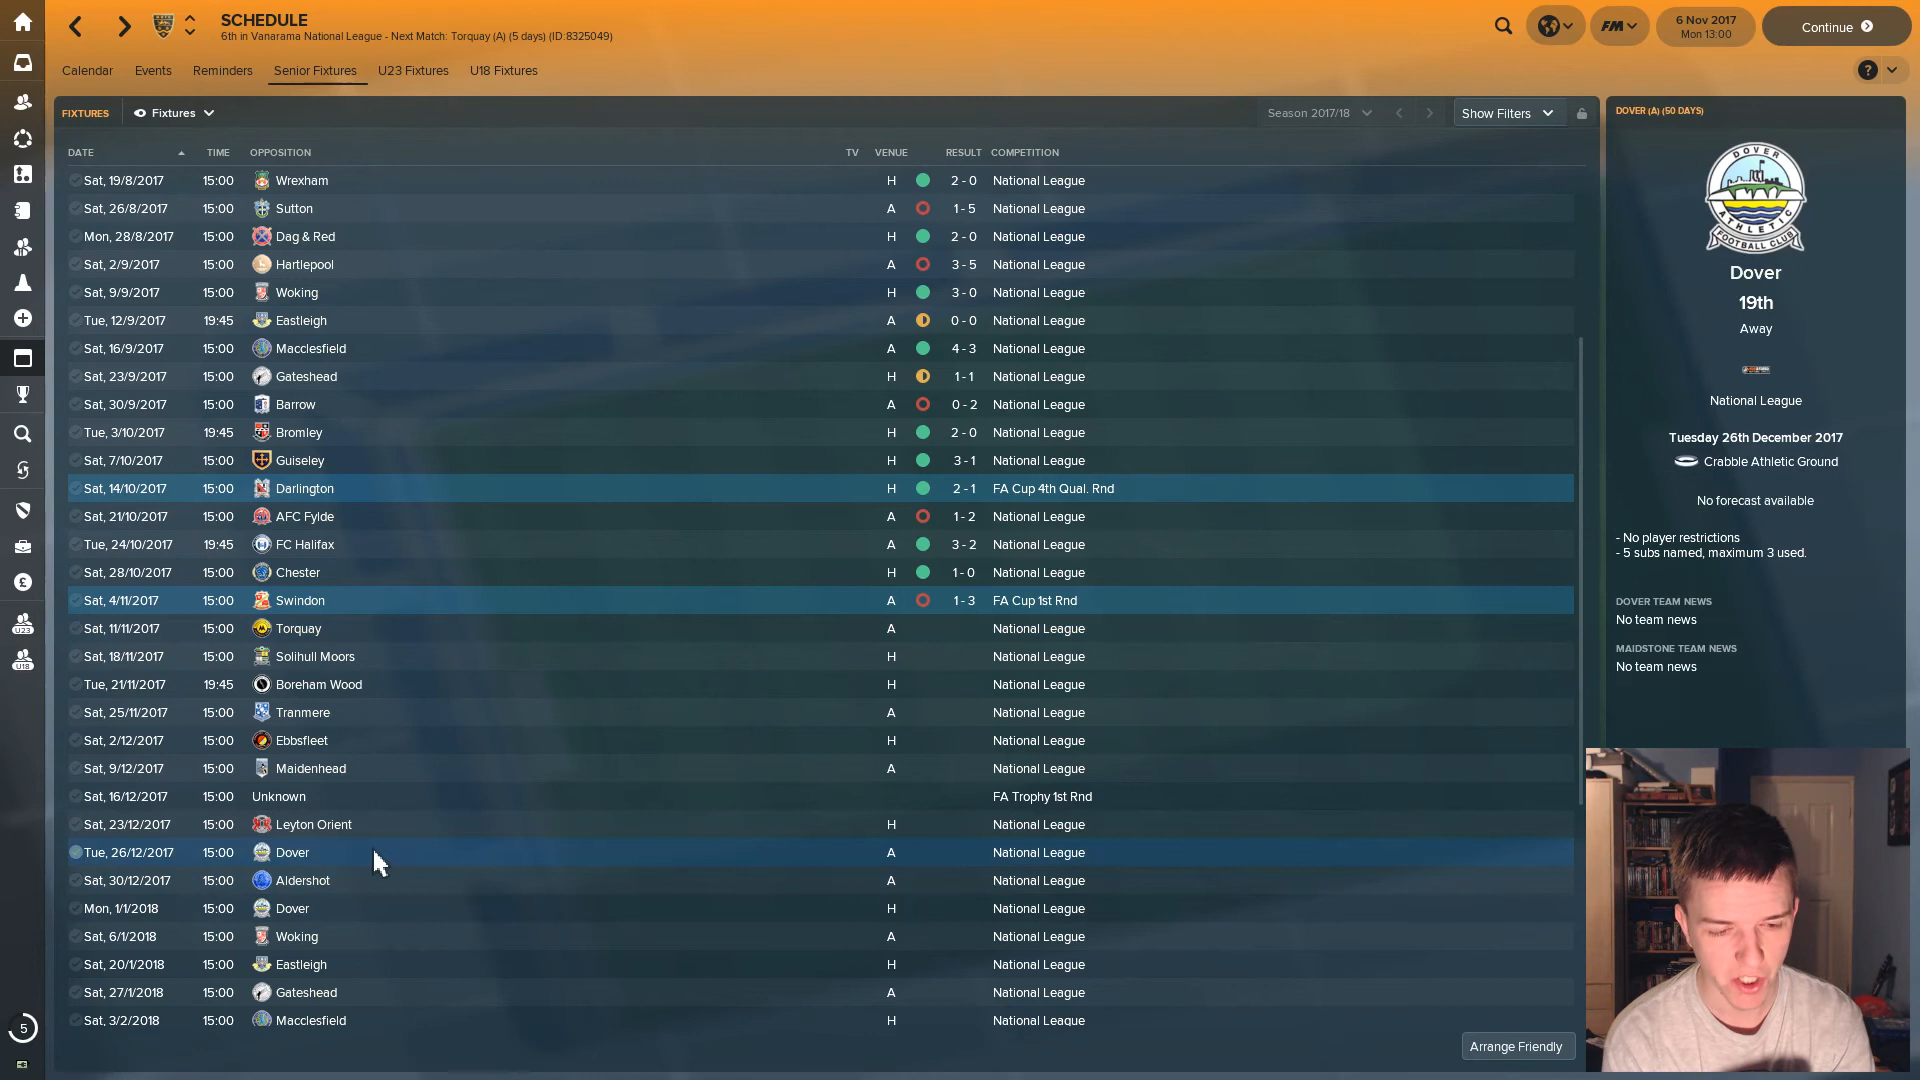 SCHEDULE
6th in Vanarama National League - Next Match: Torquay (A) (5 days) (ID:8325049)
FM
6 Nov 2017
Mon 13:00
Continue
Calendar Events Reminders Senior Fixtures U23 Fixtures U18 Fixtures
?
FIXTURES Fixtures Season 2017/18 Show Filters
DATE TIME OPPOSITION TV VENUE RESULT COMPETITION
Sat, 19/8/2017 15:00 Wrexham H 2 - 0 National League
Sat, 26/8/2017 15:00 Sutton A 1 - 5 National League
Mon, 28/8/2017 15:00 Dag & Red H 2 - 0 National League
Sat, 2/9/2017 15:00 Hartlepool A 3 - 5 National League
Sat, 9/9/2017 15:00 Woking H 3 - 0 National League
Tue, 12/9/2017 19:45 Eastleigh A 0 - 0 National League
Sat, 16/9/2017 15:00 Macclesfield A 4 - 3 National League
Sat, 23/9/2017 15:00 Gateshead H 1 - 1 National League
Sat, 30/9/2017 15:00 Barrow A 0 - 2 National League
Tue, 3/10/2017 19:45 Bromley H 2 - 0 National League
Sat, 7/10/2017 15:00 Guiseley H 3 - 1 National League
Sat, 14/10/2017 15:00 Darlington H 2 - 1 FA Cup 4th Qual. Rnd
Sat, 21/10/2017 15:00 AFC Fylde A 1 - 2 National League
Tue, 24/10/2017 19:45 FC Halifax A 3 - 2 National League
Sat, 28/10/2017 15:00 Chester H 1 - 0 National League
Sat, 4/11/2017 15:00 Swindon A 1 - 3 FA Cup 1st Rnd
Sat, 11/11/2017 15:00 Torquay A National League
Sat, 18/11/2017 15:00 Solihull Moors H National League
Tue, 21/11/2017 19:45 Boreham Wood H National League
Sat, 25/11/2017 15:00 Tranmere A National League
Sat, 2/12/2017 15:00 Ebbsfleet H National League
Sat, 9/12/2017 15:00 Maidenhead A National League
Sat, 16/12/2017 15:00 Unknown FA Trophy 1st Rnd
Sat, 23/12/2017 15:00 Leyton Orient H National League
Tue, 26/12/2017 15:00 Dover A National League
Sat, 30/12/2017 15:00 Aldershot A National League
Mon, 1/1/2018 15:00 Dover H National League
Sat, 6/1/2018 15:00 Woking A National League
Sat, 20/1/2018 15:00 Eastleigh H National League
Sat, 27/1/2018 15:00 Gateshead A National League
Sat, 3/2/2018 15:00 Macclesfield H National League
Arrange Friendly
U23
U18
5
DOVER (A) (50 DAYS)
DOVER
ATHLETIC
FOOTBALL CLUB
Dover
19th
Away
National League
Tuesday 26th December 2017
Crabble Athletic Ground
No forecast available
- No player restrictions
- 5 subs named, maximum 3 used.
DOVER TEAM NEWS
No team news
MAIDSTONE TEAM NEWS
No team news